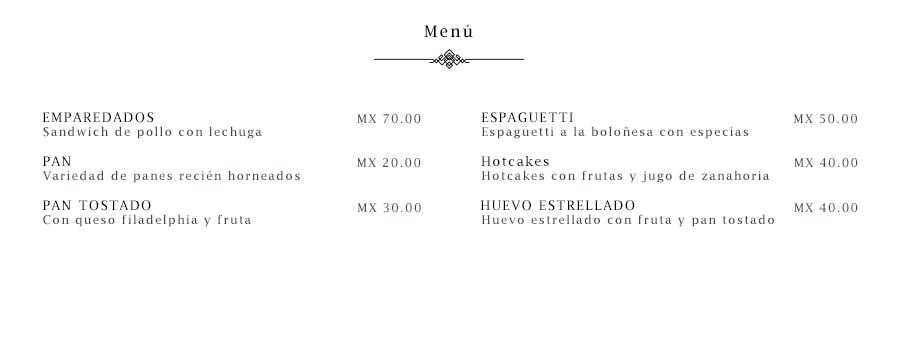 Menú
EMPAREDADOS MX 70.00
Sandwich de pollo con lechuga
PAN MX 20.00
Variedad de panes recién horneados
PAN TOSTADO MX 30.00
Con queso filadelphia y fruta
ESPAGUETTI MX 50.00
Espaguetti a la boloñesa con especias
Hotcakes MX 40.00
Hotcakes con frutas y jugo de zanahoria
HUEVO ESTRELLADO MX 40.00
Huevo estrellado con fruta y pan tostado